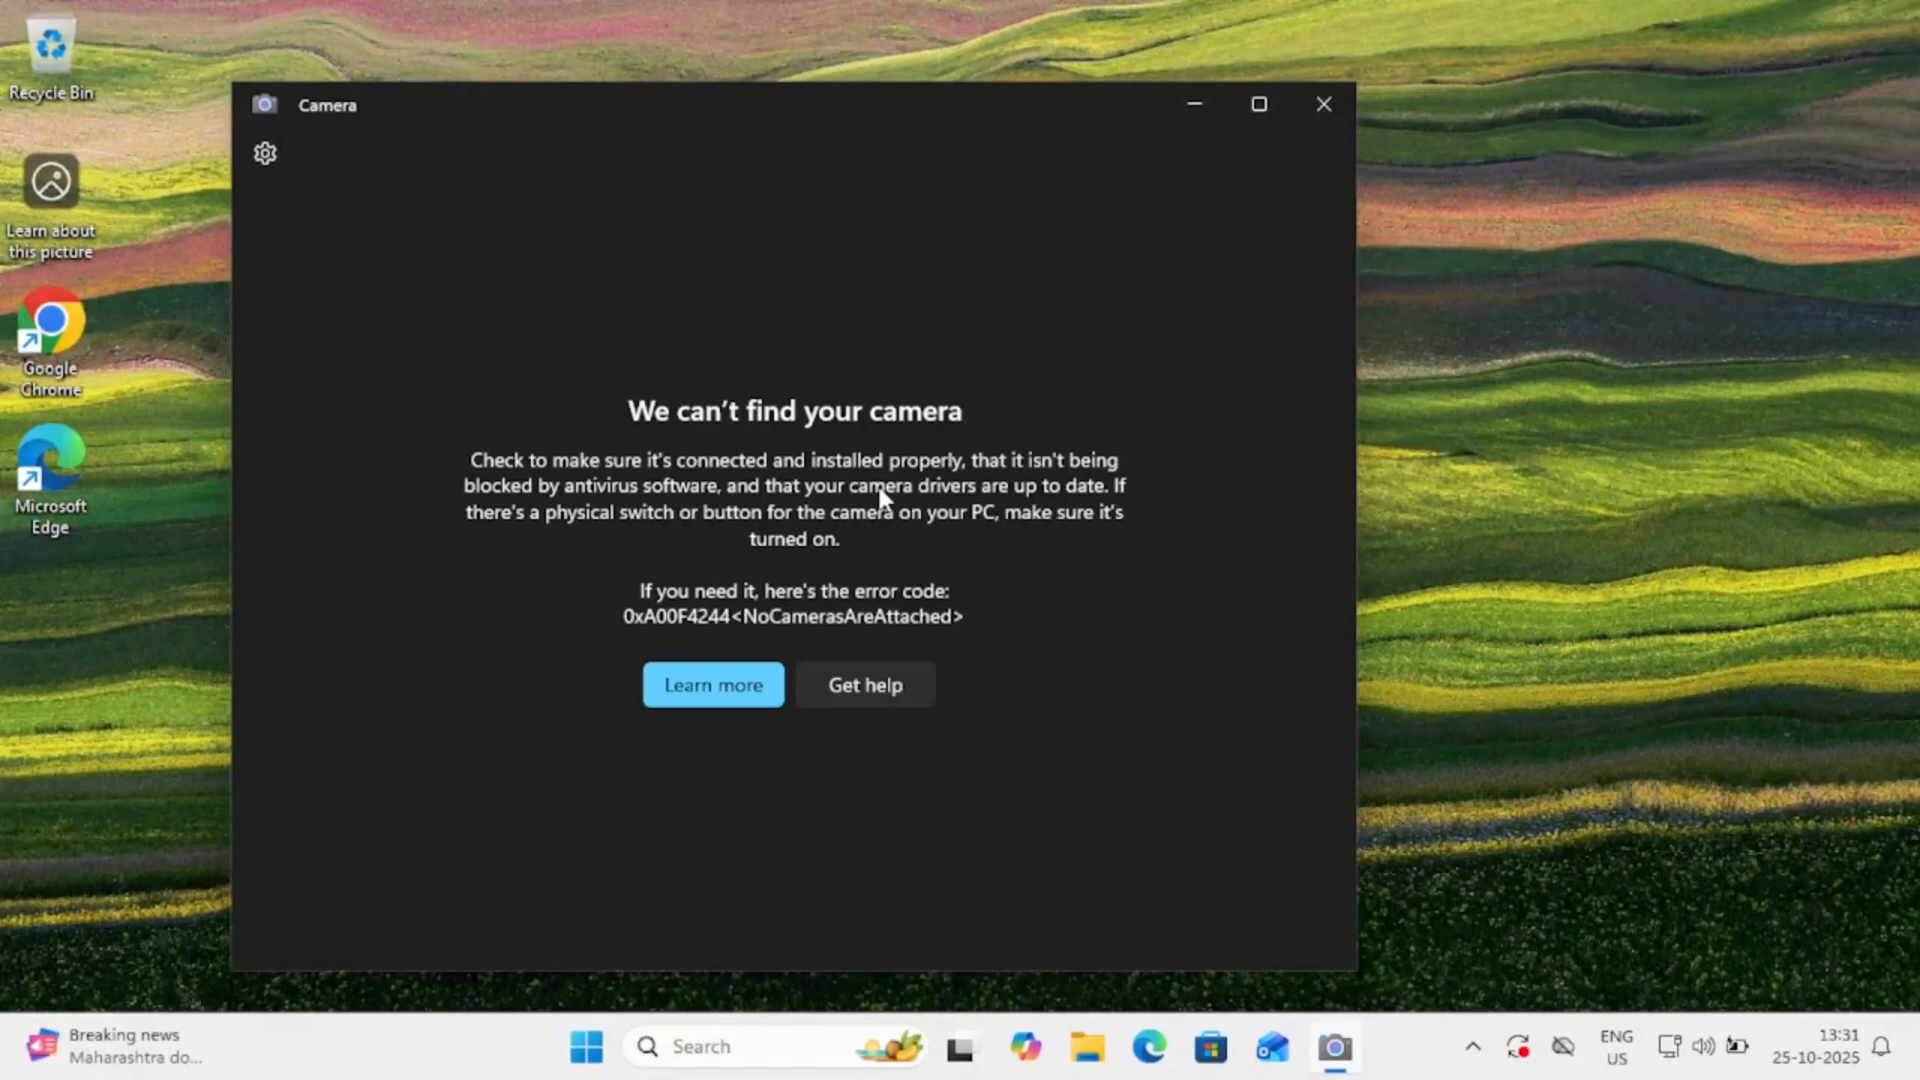 Recycle Bin
Learn about
this picture
Google
Chrome
Microsoft
Edge
Camera
We can’t find your camera
Check to make sure it's connected and installed properly, that it isn't being
blocked by antivirus software, and that your camera drivers are up to date. If
there's a physical switch or button for the camera on your PC, make sure it's
turned on.
If you need it, here's the error code:
0xA00F4244<NoCamerasAreAttached>
Learn more
Get help
Breaking news
Maharashtra do...
Search
ENG
US
13:31
25-10-2025